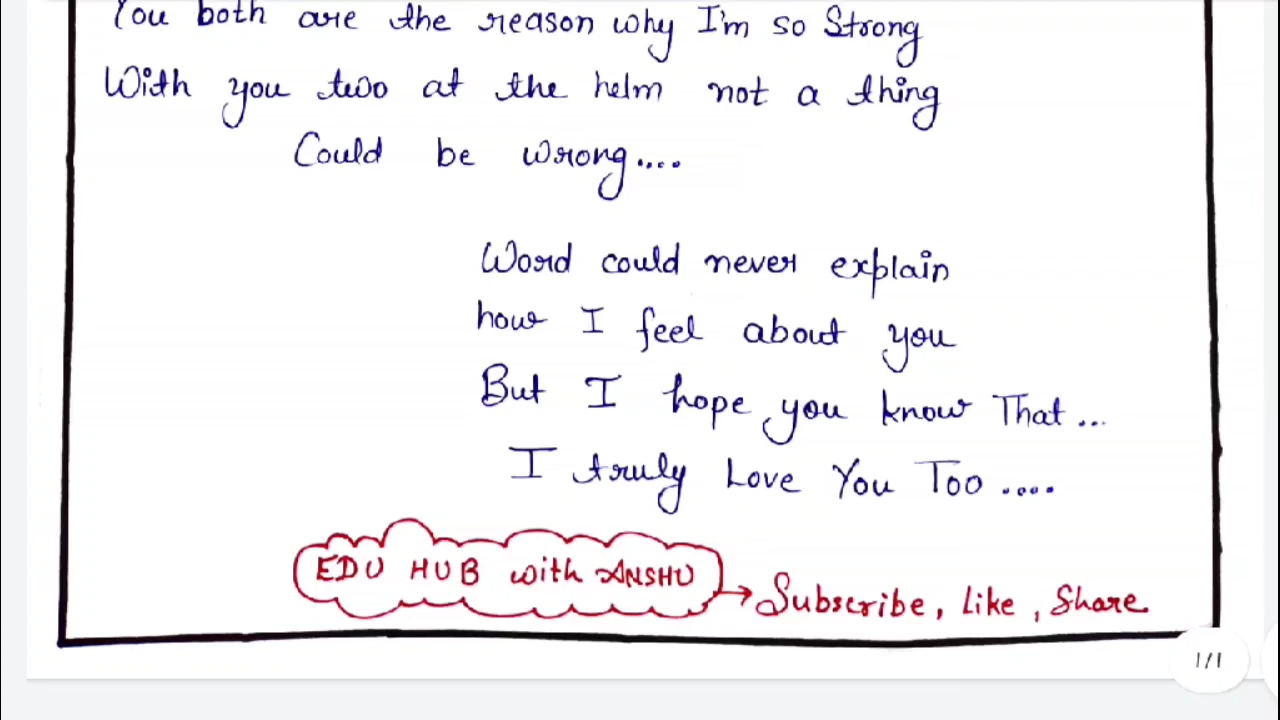 You both are the reason why I'm so Strong
With you two at the helm not a thing
Could be wrong....
Word could never explain
how I feel about you
But I hope you know That...
I truly Love You Too ....
EDU HUB with ANSHU → Subscribe, Like, Share
1/1